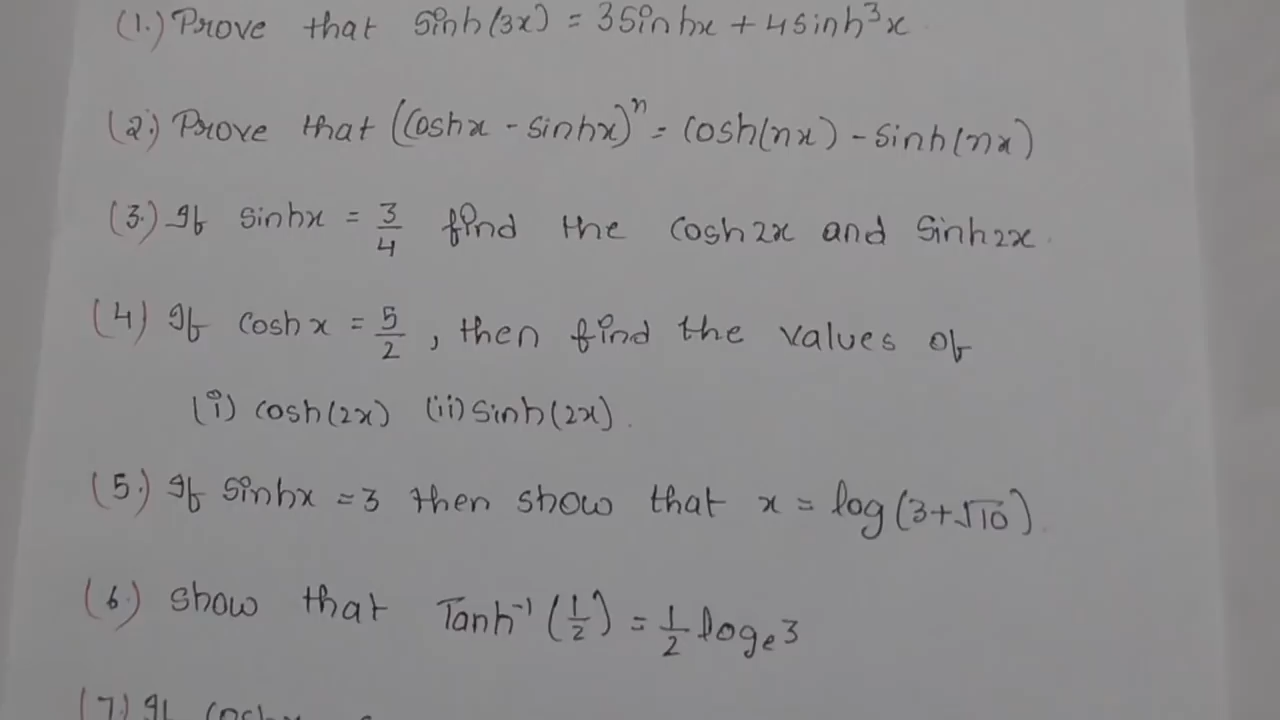 (1.) Prove that sinh(3x) = 3sinhx + 4sinh³x
(2.) Prove that (Coshx - sinhx)ⁿ = cosh(nx) - sinh(nx)
(3.) If sinhx = 3/4 find the cosh2x and Sinh2x.
(4) If coshx = 5/2, then find the values of
(i) cosh(2x) (ii) sinh(2x).
(5.) If sinhx = 3 then show that x = log(3+√10).
(6.) show that Tanh⁻¹(1/2) = 1/2 logₑ3
(7) If coshx